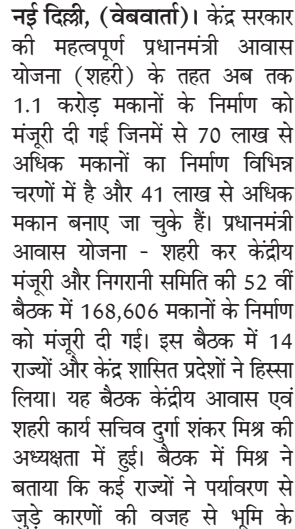 नई दिल्ली, (वेबवार्ता)। केंद्र सरकार
की महत्वपूर्ण प्रधानमंत्री आवास
योजना (शहरी) के तहत अब तक
1.1 करोड़ मकानों के निर्माण को
मंजूरी दी गई जिनमें से 70 लाख से
अधिक मकानों का निर्माण विभिन्न
चरणों में है और 41 लाख से अधिक
मकान बनाए जा चुके हैं। प्रधानमंत्री
आवास योजना - शहरी कर केंद्रीय
मंजूरी और निगरानी समिति की 52 वीं
बैठक में 168,606 मकानों के निर्माण
को मंजूरी दी गई। इस बैठक में 14
राज्यों और केंद्र शासित प्रदेशों ने हिस्सा
लिया। यह बैठक केंद्रीय आवास एवं
शहरी कार्य सचिव दुर्गा शंकर मिश्र की
अध्यक्षता में हुई। बैठक में मिश्र ने
बताया कि कई राज्यों ने पर्यावरण से
जुड़े कारणों की वजह से भूमि के